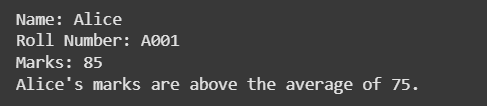 Name: Alice
Roll Number: A001
Marks: 85
Alice's marks are above the average of 75.